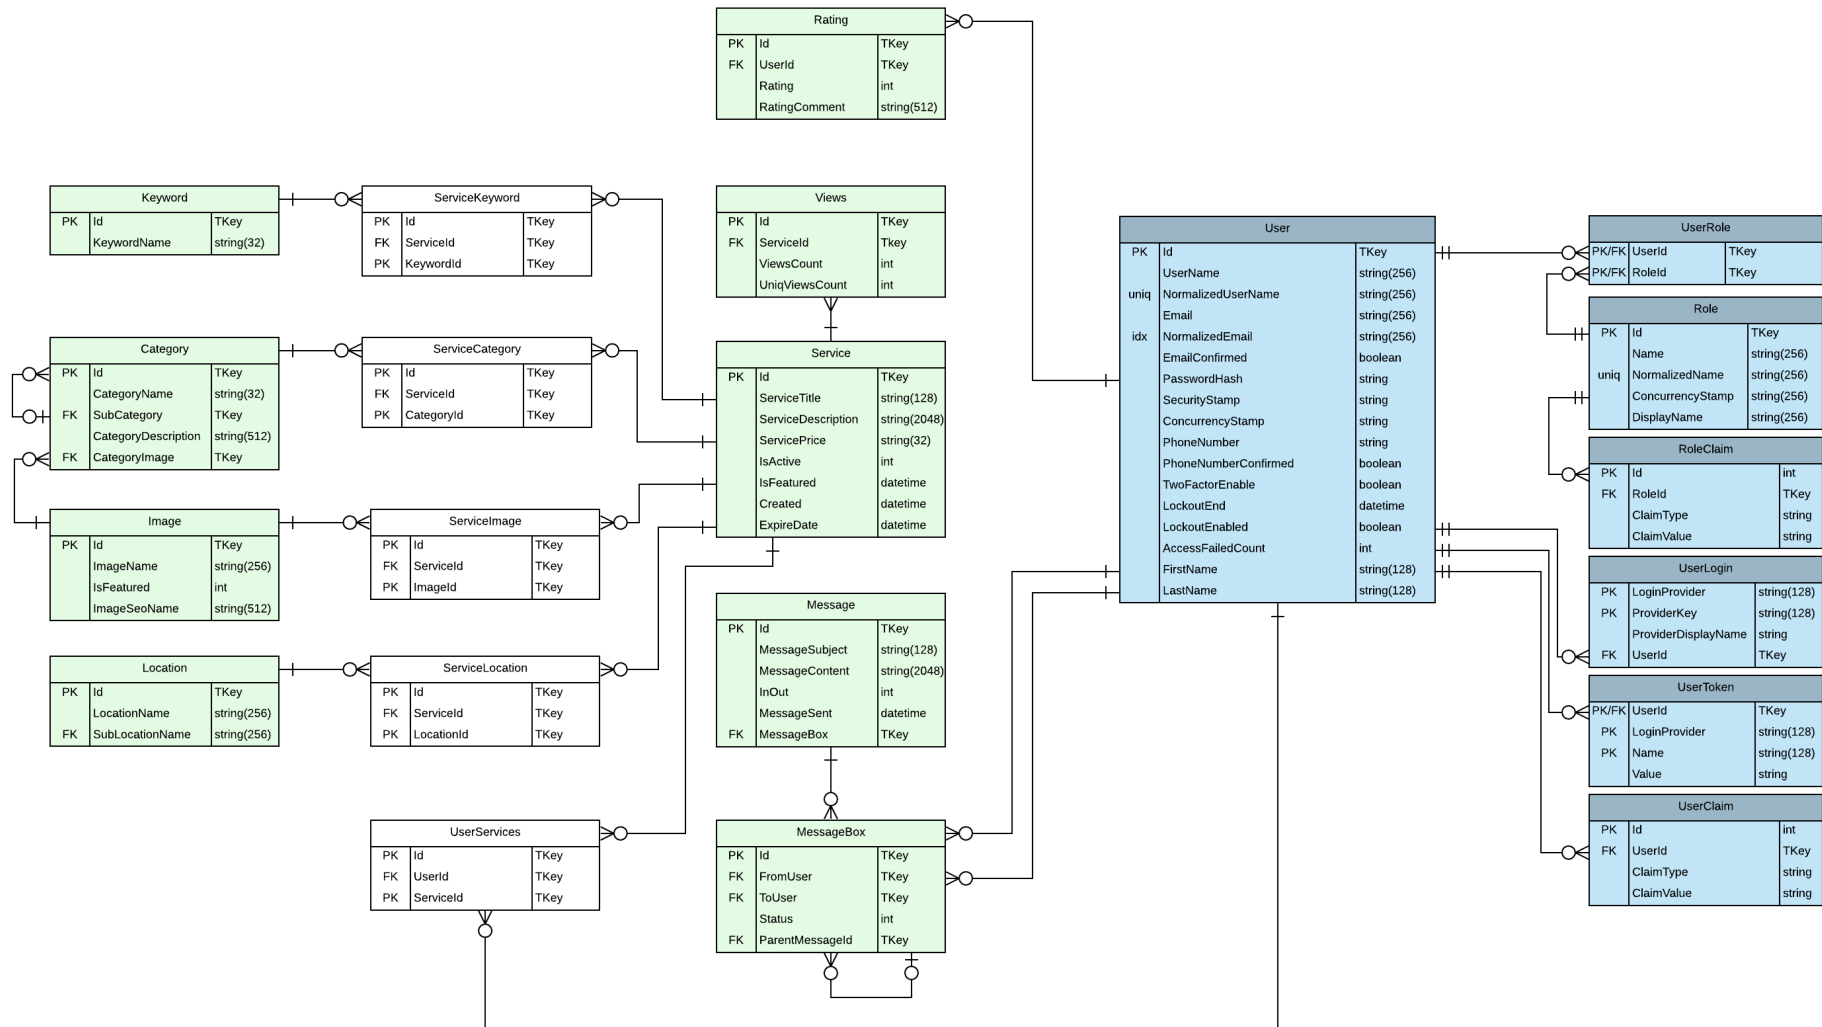 Rating
PK Id TKey
FK UserId TKey
Rating int
RatingComment string(512)
Keyword
PK Id TKey
KeywordName string(32)
ServiceKeyword
PK Id TKey
FK ServiceId TKey
PK KeywordId TKey
Views
PK Id TKey
FK ServiceId Tkey
ViewsCount int
UniqViewsCount int
Category
PK Id TKey
CategoryName string(32)
FK SubCategory TKey
CategoryDescription string(512)
FK CategoryImage TKey
ServiceCategory
PK Id TKey
FK ServiceId TKey
PK CategoryId TKey
Service
PK Id TKey
ServiceTitle string(128)
ServiceDescription string(2048)
ServicePrice string(32)
IsActive int
IsFeatured datetime
Created datetime
ExpireDate datetime
Image
PK Id TKey
ImageName string(256)
IsFeatured int
ImageSeoName string(512)
ServiceImage
PK Id TKey
FK ServiceId TKey
PK ImageId TKey
Location
PK Id TKey
LocationName string(256)
FK SubLocationName string(256)
ServiceLocation
PK Id TKey
FK ServiceId TKey
PK LocationId TKey
Message
PK Id TKey
MessageSubject string(128)
MessageContent string(2048)
InOut int
MessageSent datetime
FK MessageBox TKey
UserServices
PK Id TKey
FK UserId TKey
PK ServiceId TKey
MessageBox
PK Id TKey
FK FromUser TKey
FK ToUser TKey
Status int
FK ParentMessageId TKey
User
PK Id TKey
UserName string(256)
uniq NormalizedUserName string(256)
Email string(256)
idx NormalizedEmail string(256)
EmailConfirmed boolean
PasswordHash string
SecurityStamp string
ConcurrencyStamp string
PhoneNumber string
PhoneNumberConfirmed boolean
TwoFactorEnable boolean
LockoutEnd datetime
LockoutEnabled boolean
AccessFailedCount int
FirstName string(128)
LastName string(128)
UserRole
PK/FK UserId TKey
PK/FK RoleId TKey
Role
PK Id TKey
Name string(256)
uniq NormalizedName string(256)
ConcurrencyStamp string(256)
DisplayName string(256)
RoleClaim
PK Id int
FK RoleId TKey
ClaimType string
ClaimValue string
UserLogin
PK LoginProvider string(128)
PK ProviderKey string(128)
ProviderDisplayName string
FK UserId TKey
UserToken
PK/FK UserId TKey
PK LoginProvider string(128)
PK Name string(128)
Value string
UserClaim
PK Id int
FK UserId TKey
ClaimType string
ClaimValue string